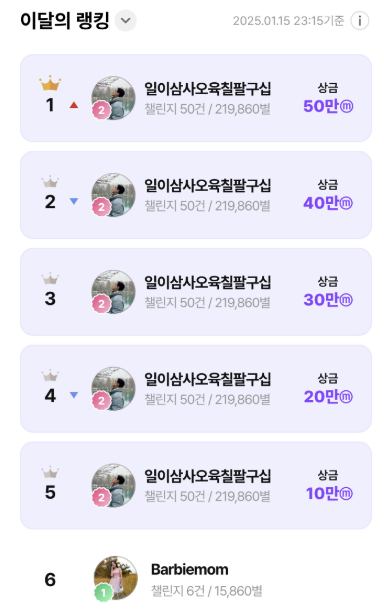 이달의 랭킹
2025.01.15 23:15기준
1
2
일이삼사오육칠팔구십
챌린지 50건 / 219,860별
상금
50만ⓜ
2
2
일이삼사오육칠팔구십
챌린지 50건 / 219,860별
상금
40만ⓜ
3
2
일이삼사오육칠팔구십
챌린지 50건 / 219,860별
상금
30만ⓜ
4
2
일이삼사오육칠팔구십
챌린지 50건 / 219,860별
상금
20만ⓜ
5
2
일이삼사오육칠팔구십
챌린지 50건 / 219,860별
상금
10만ⓜ
6
1
Barbiemom
챌린지 6건 / 15,860별